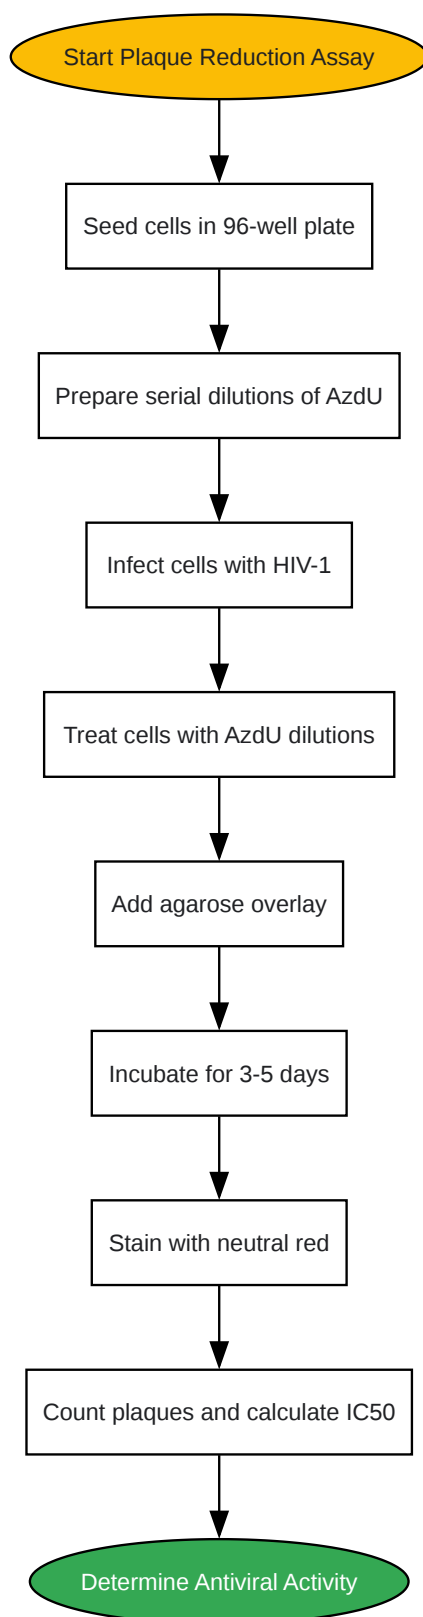 Start Plaque Reduction Assay
Seed cells in 96-well plate
Prepare serial dilutions of AzdU
Infect cells with HIV-1
Treat cells with AzdU dilutions
Add agarose overlay
Incubate for 3-5 days
Stain with neutral red
Count plaques and calculate IC50
Determine Antiviral Activity